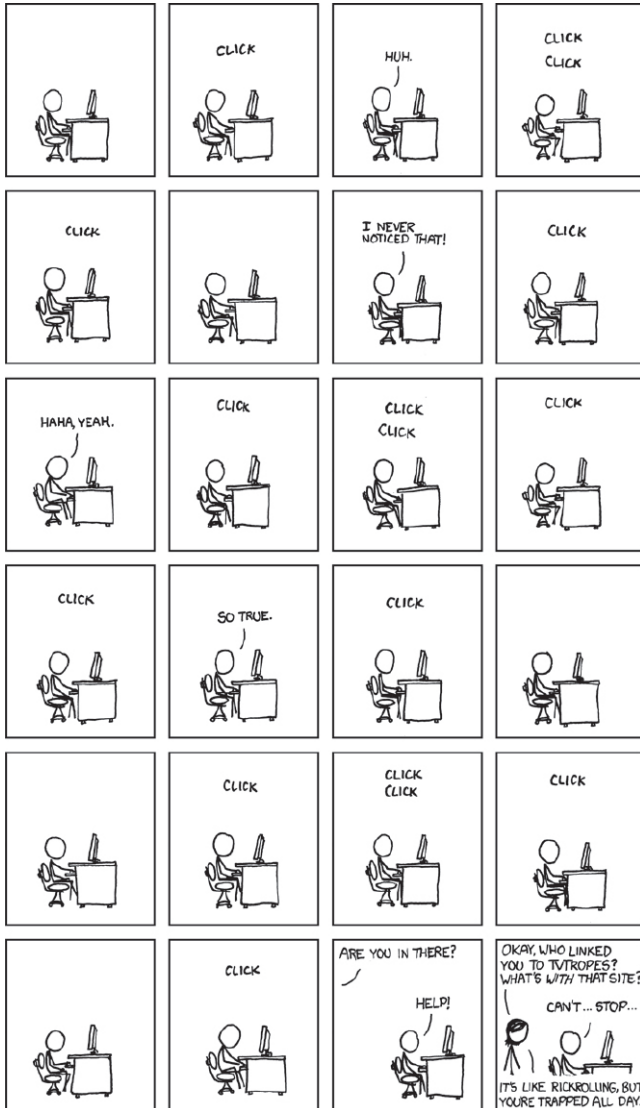 CLICK
HUH.
CLICK
CLICK
CLICK
I NEVER
NOTICED THAT!
CLICK
HAHA, YEAH.
CLICK
CLICK
CLICK
CLICK
CLICK
SO TRUE.
CLICK
CLICK
CLICK
CLICK
CLICK
CLICK
ARE YOU IN THERE?
HELP!
OKAY, WHO LINKED
YOU TO TVTROPES?
WHAT'S WITH THAT SITE?
CAN'T... STOP...
IT'S LIKE RICKROLLING, BUT
YOU'RE TRAPPED ALL DAY.